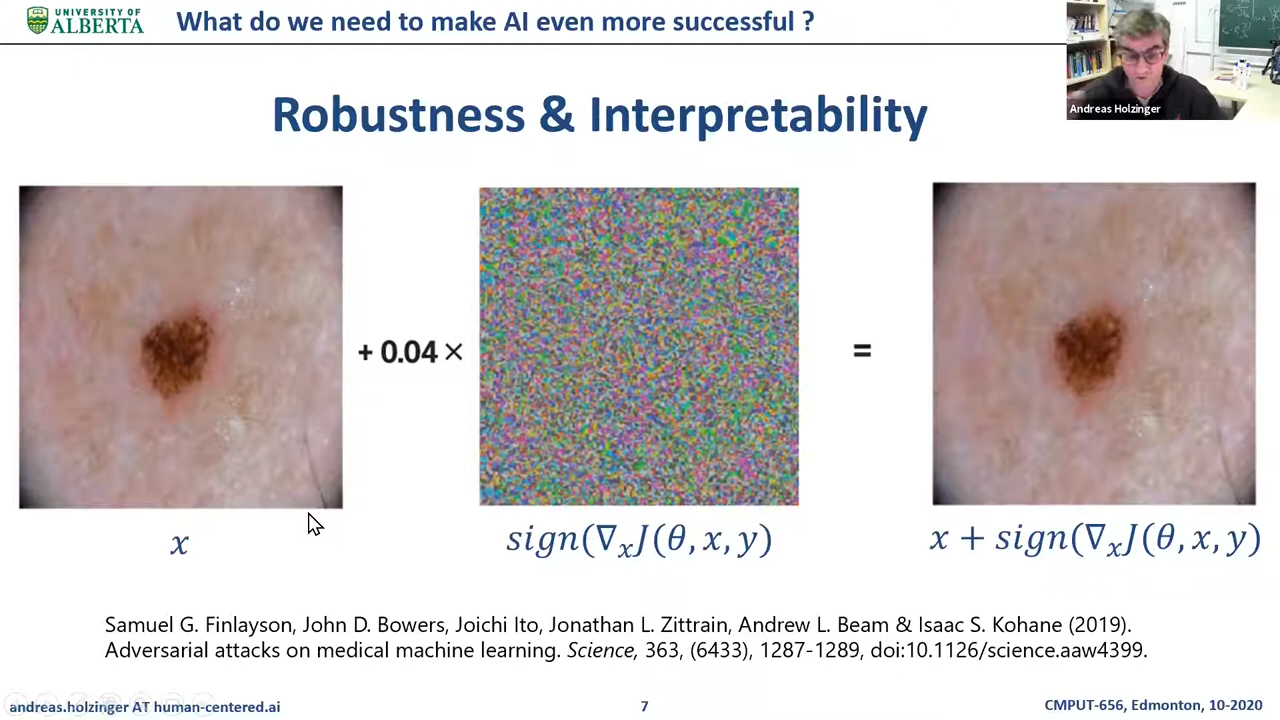 UNIVERSITY OF
ALBERTA
What do we need to make AI even more successful ?
Andreas Holzinger
Robustness & Interpretability
+ 0.04 ×
=
x
sign(∇ₓJ(θ, x, y)
x + sign(∇ₓJ(θ, x, y)
Samuel G. Finlayson, John D. Bowers, Joichi Ito, Jonathan L. Zittrain, Andrew L. Beam & Isaac S. Kohane (2019).
Adversarial attacks on medical machine learning. Science, 363, (6433), 1287-1289, doi:10.1126/science.aaw4399.
andreas.holzinger AT human-centered.ai
7
CMPUT-656, Edmonton, 10-2020